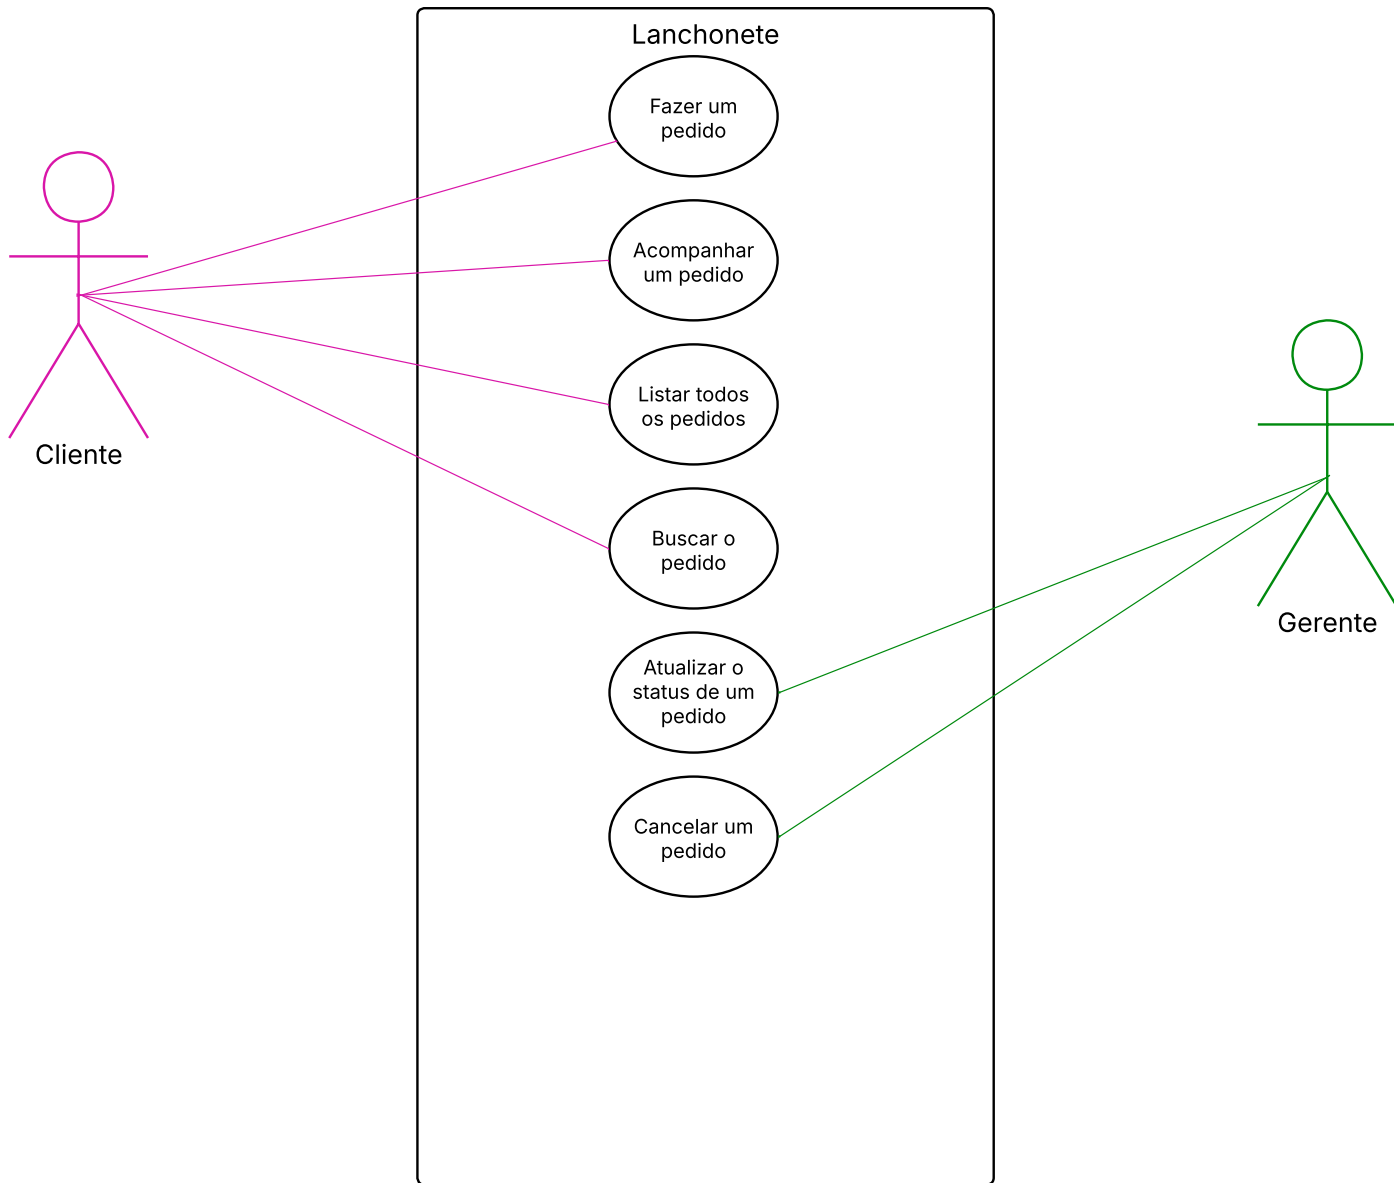 Lanchonete
Fazer um
pedido
Acompanhar
um pedido
Listar todos
os pedidos
Cliente
Buscar o
pedido
Gerente
Atualizar o
status de um
pedido
Cancelar um
pedido